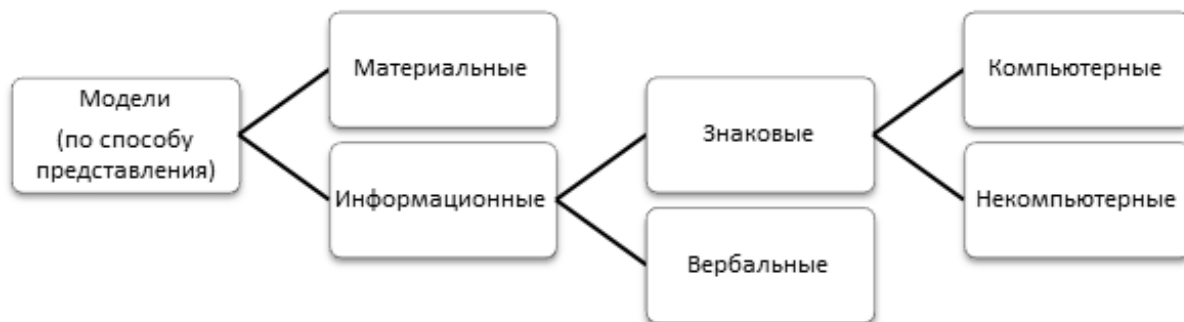 Модели
(по способу
представления)
Материальные
Информационные
Знаковые
Вербальные
Компьютерные
Некомпьютерные